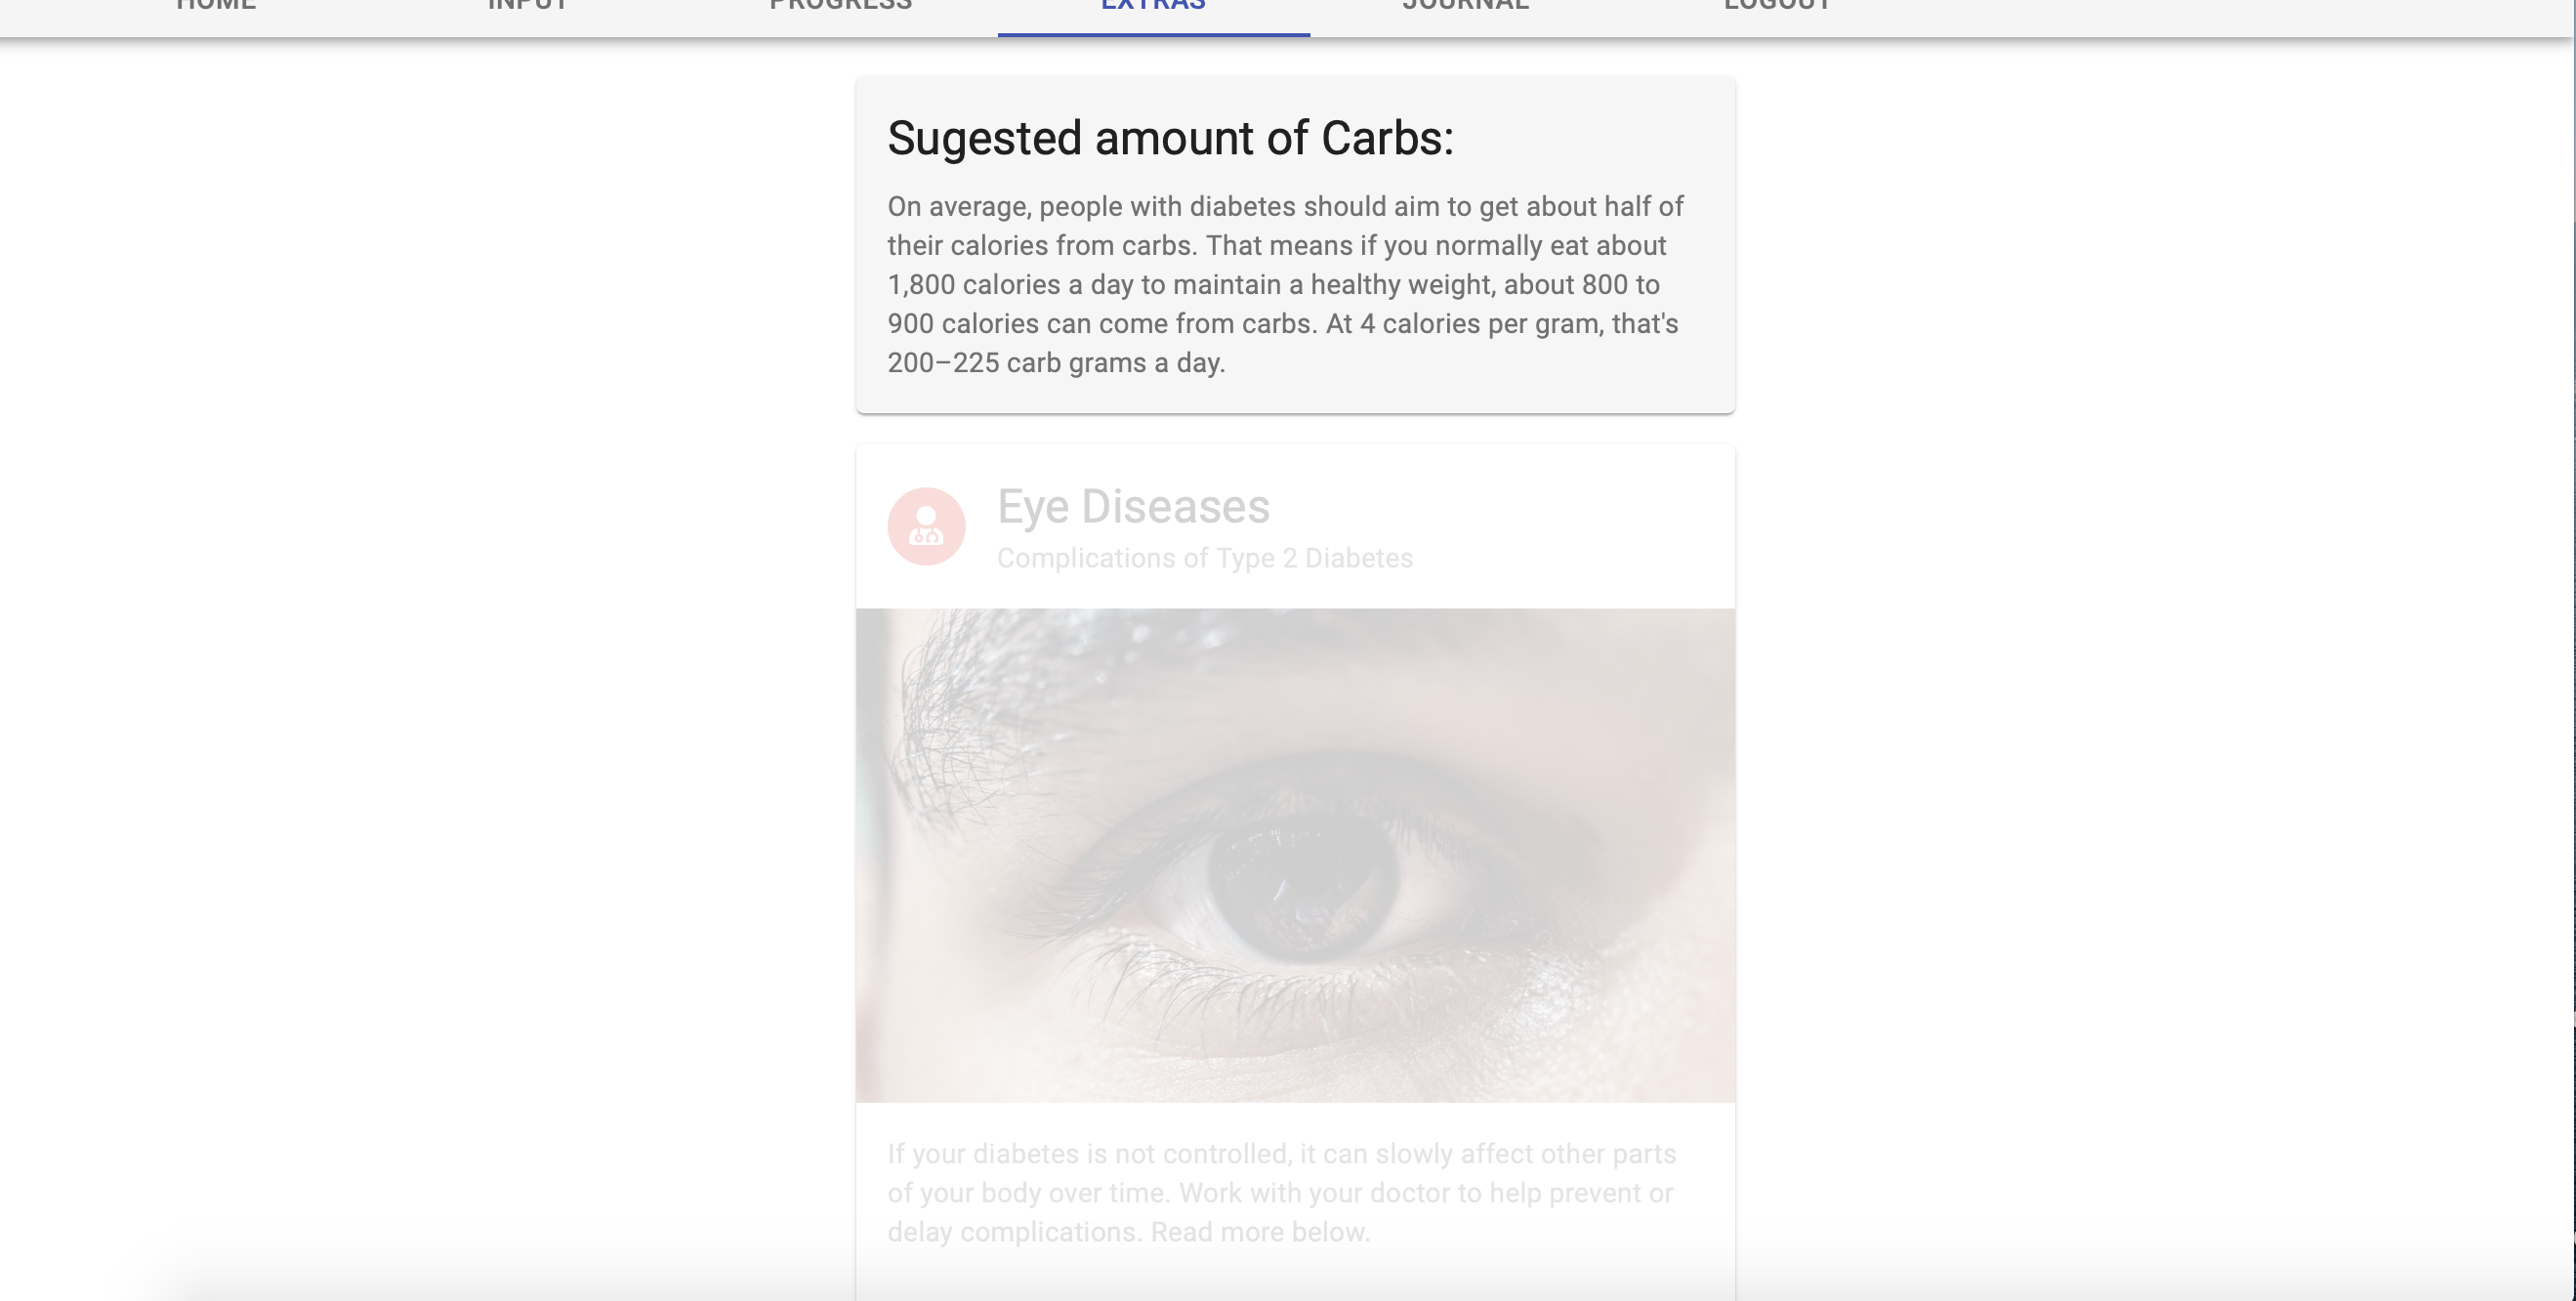 HOME INPUT PROGRESS EXTRAS JOURNAL LOGOUT
Sugested amount of Carbs:
On average, people with diabetes should aim to get about half of
their calories from carbs. That means if you normally eat about
1,800 calories a day to maintain a healthy weight, about 800 to
900 calories can come from carbs. At 4 calories per gram, that's
200–225 carb grams a day.
Eye Diseases
Complications of Type 2 Diabetes
If your diabetes is not controlled, it can slowly affect other parts
of your body over time. Work with your doctor to help prevent or
delay complications. Read more below.